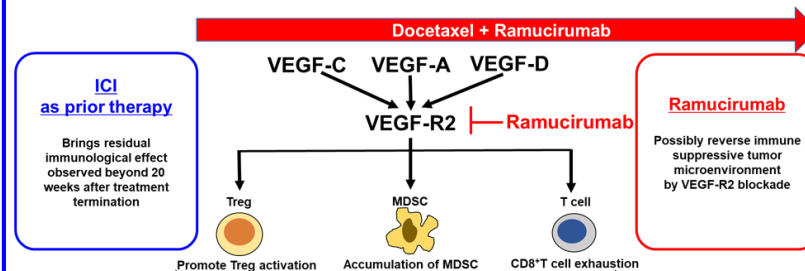 Docetaxel + Ramucirumab
VEGF-C VEGF-A VEGF-D
ICI
as prior therapy
Brings residual
immunological effect
observed beyond 20
weeks after treatment
termination
VEGF-R2
Ramucirumab
Ramucirumab
Possibly reverse immune
suppressive tumor
microenvironment
by VEGF-R2 blockade
Treg
MDSC
T cell
Promote Treg activation
Accumulation of MDSC
CD8⁺T cell exhaustion